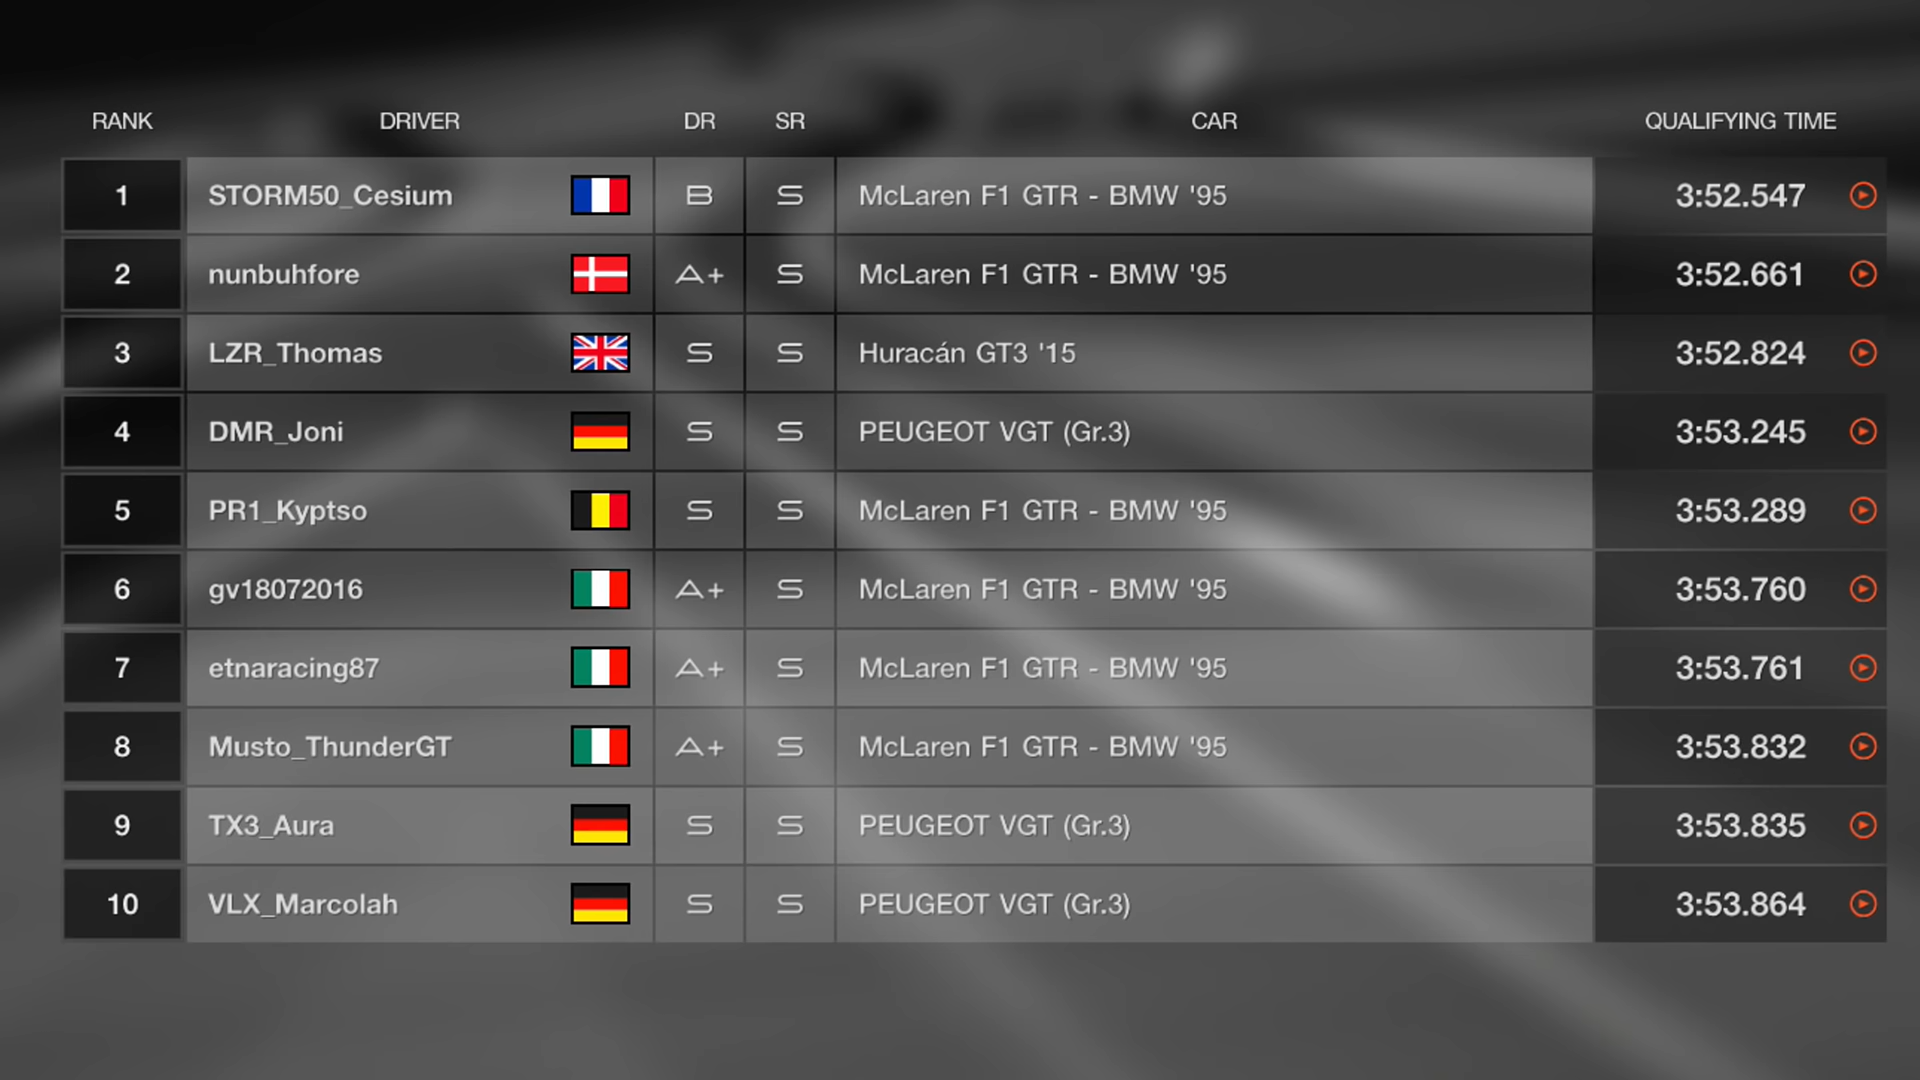 RANK DRIVER DR SR CAR QUALIFYING TIME
1 STORM50_Cesium B S McLaren F1 GTR - BMW '95 3:52.547
2 nunbuhfore A+ S McLaren F1 GTR - BMW '95 3:52.661
3 LZR_Thomas S S Huracán GT3 '15 3:52.824
4 DMR_Joni S S PEUGEOT VGT (Gr.3) 3:53.245
5 PR1_Kyptso S S McLaren F1 GTR - BMW '95 3:53.289
6 gv18072016 A+ S McLaren F1 GTR - BMW '95 3:53.760
7 etnaracing87 A+ S McLaren F1 GTR - BMW '95 3:53.761
8 Musto_ThunderGT A+ S McLaren F1 GTR - BMW '95 3:53.832
9 TX3_Aura S S PEUGEOT VGT (Gr.3) 3:53.835
10 VLX_Marcolah S S PEUGEOT VGT (Gr.3) 3:53.864